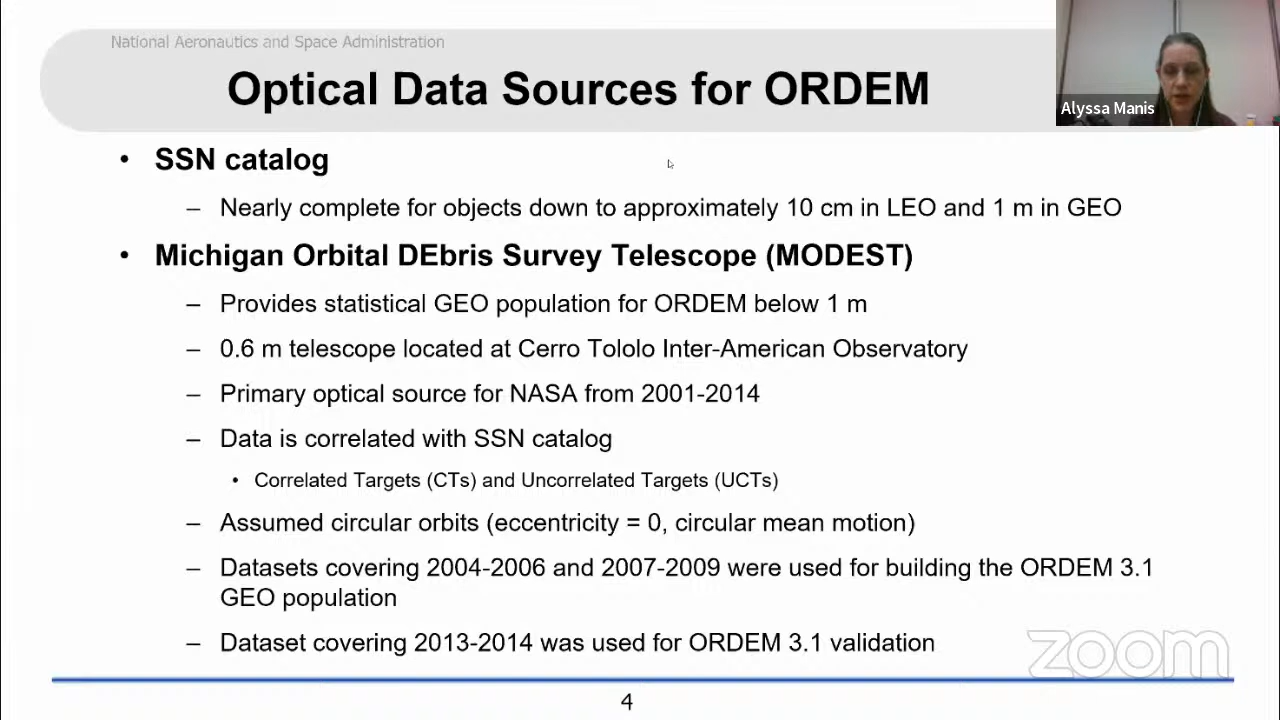 National Aeronautics and Space Administration
Optical Data Sources for ORDEM
Alyssa Manis
• SSN catalog
– Nearly complete for objects down to approximately 10 cm in LEO and 1 m in GEO
• Michigan Orbital DEbris Survey Telescope (MODEST)
– Provides statistical GEO population for ORDEM below 1 m
– 0.6 m telescope located at Cerro Tololo Inter-American Observatory
– Primary optical source for NASA from 2001-2014
– Data is correlated with SSN catalog
• Correlated Targets (CTs) and Uncorrelated Targets (UCTs)
– Assumed circular orbits (eccentricity = 0, circular mean motion)
– Datasets covering 2004-2006 and 2007-2009 were used for building the ORDEM 3.1
GEO population
– Dataset covering 2013-2014 was used for ORDEM 3.1 validation
zoom
4